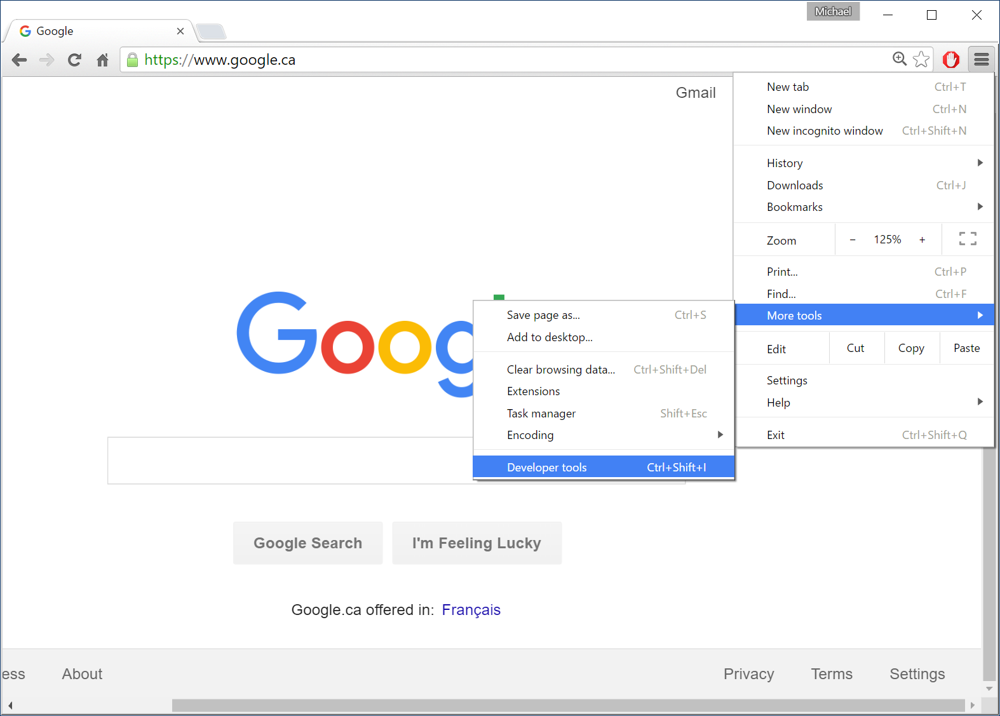 Michael
Google
https://www.google.ca
Gmail
New tab Ctrl+T
New window Ctrl+N
New incognito window Ctrl+Shift+N
History
Downloads Ctrl+J
Bookmarks
Zoom − 125% +
Print... Ctrl+P
Find... Ctrl+F
More tools
Edit Cut Copy Paste
Settings
Help
Exit Ctrl+Shift+Q
Goog
Save page as... Ctrl+S
Add to desktop...
Clear browsing data... Ctrl+Shift+Del
Extensions
Task manager Shift+Esc
Encoding
Developer tools Ctrl+Shift+I
Google Search I'm Feeling Lucky
Google.ca offered in: Français
ess About Privacy Terms Settings